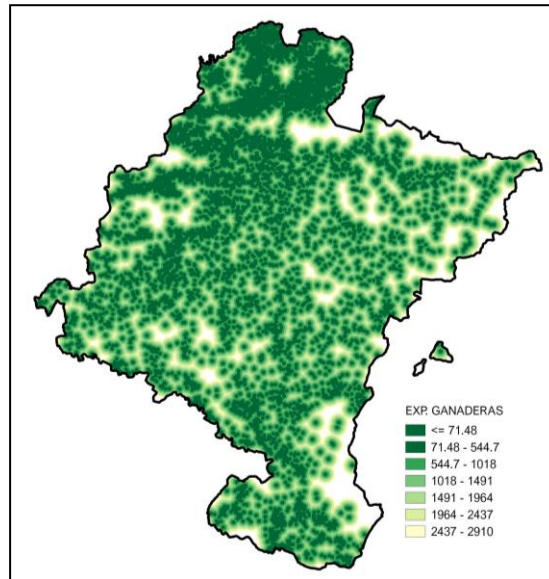 EXP. GANADERAS
<= 71.48
71.48 - 544.7
544.7 - 1018
1018 - 1491
1491 - 1964
1964 - 2437
2437 - 2910